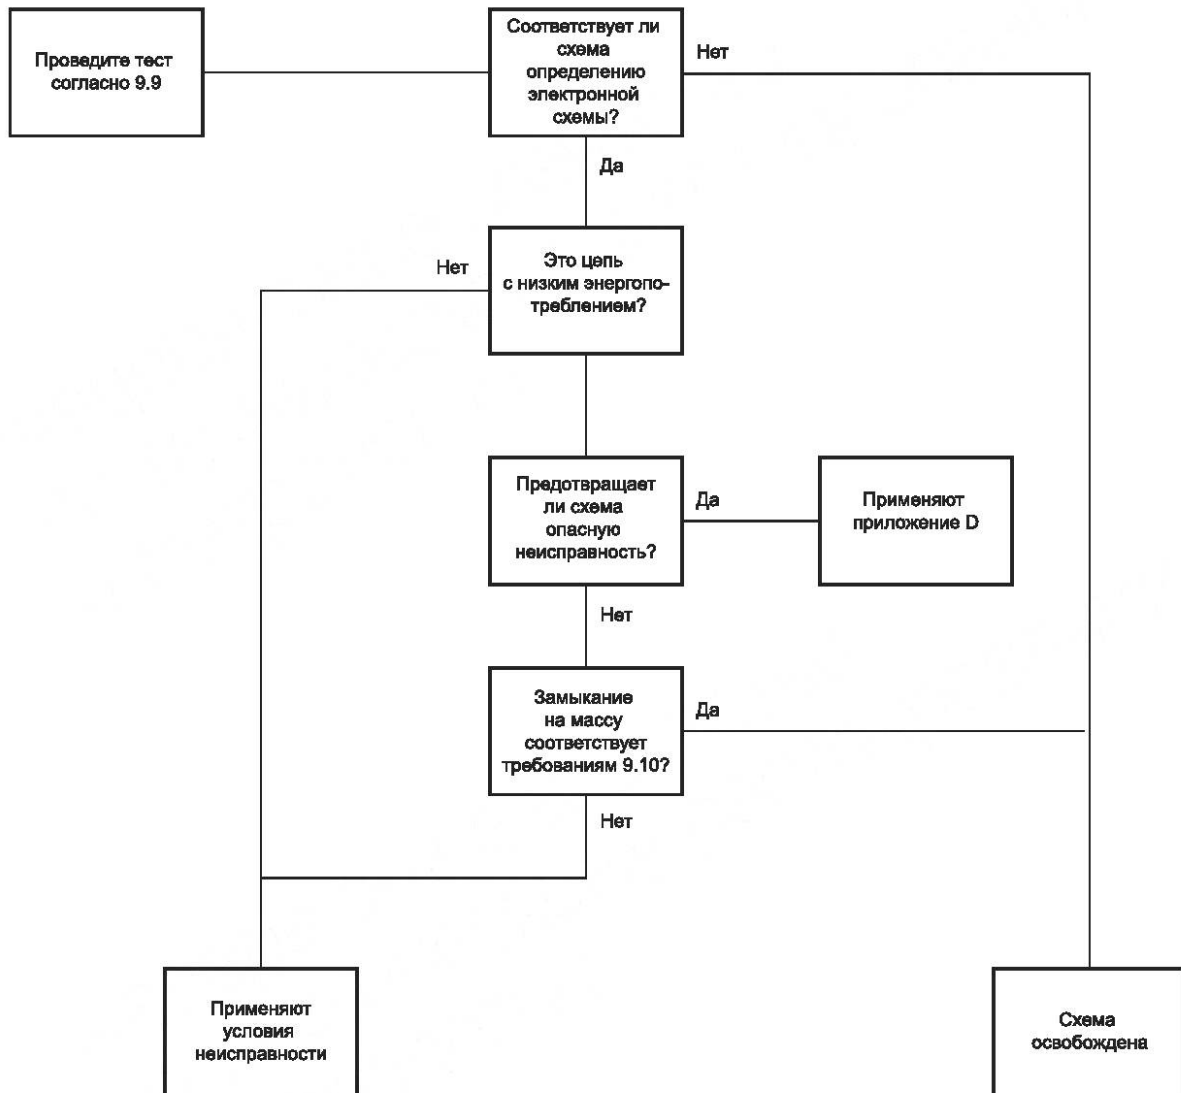 Проведите тест
согласно 9.9
Соответствует ли
схема
определению
электронной
схемы?
Нет
Да
Нет
Это цепь
с низким энергопо-
треблением?
Предотвращает
ли схема
опасную
неисправность?
Да
Применяют
приложение D
Нет
Замыкание
на массу
соответствует
требованиям 9.10?
Да
Нет
Применяют
условия
неисправности
Схема
освобождена